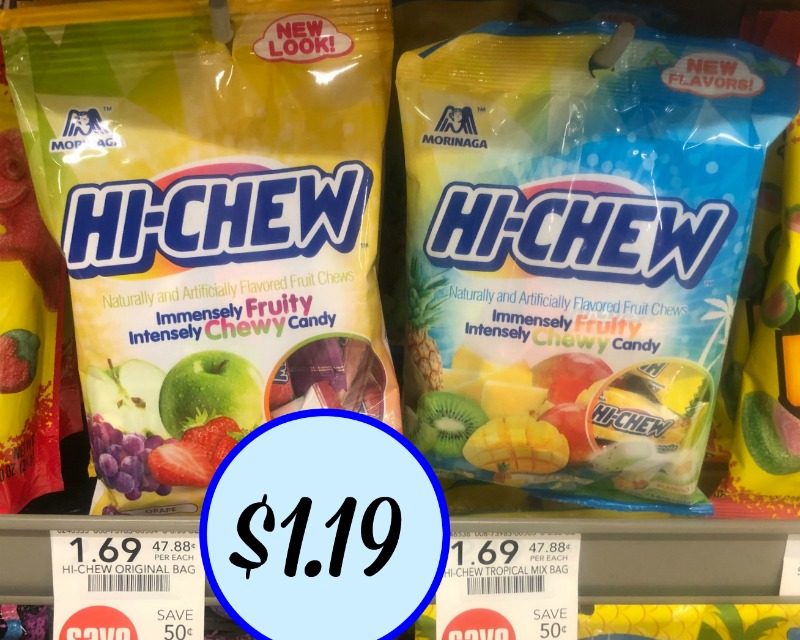 NEW
LOOK!
MORINAGA
HI-CHEW
Naturally and Artificially Flavored Fruit Chews
Immensely Fruity
Intensely Chewy Candy
GRAPE
NEW
FLAVORS!
MORINAGA
HI-CHEW
Naturally and Artificially Flavored Fruit Chews
Immensely Fruity
Intensely Chewy Candy
HI-CHEW
$1.19
1.69 47.88¢
PER EACH
HI-CHEW ORIGINAL BAG
save
SAVE
50¢
1.69 47.88¢
PER EACH
HI-CHEW TROPICAL MIX BAG
save
SAVE
50¢